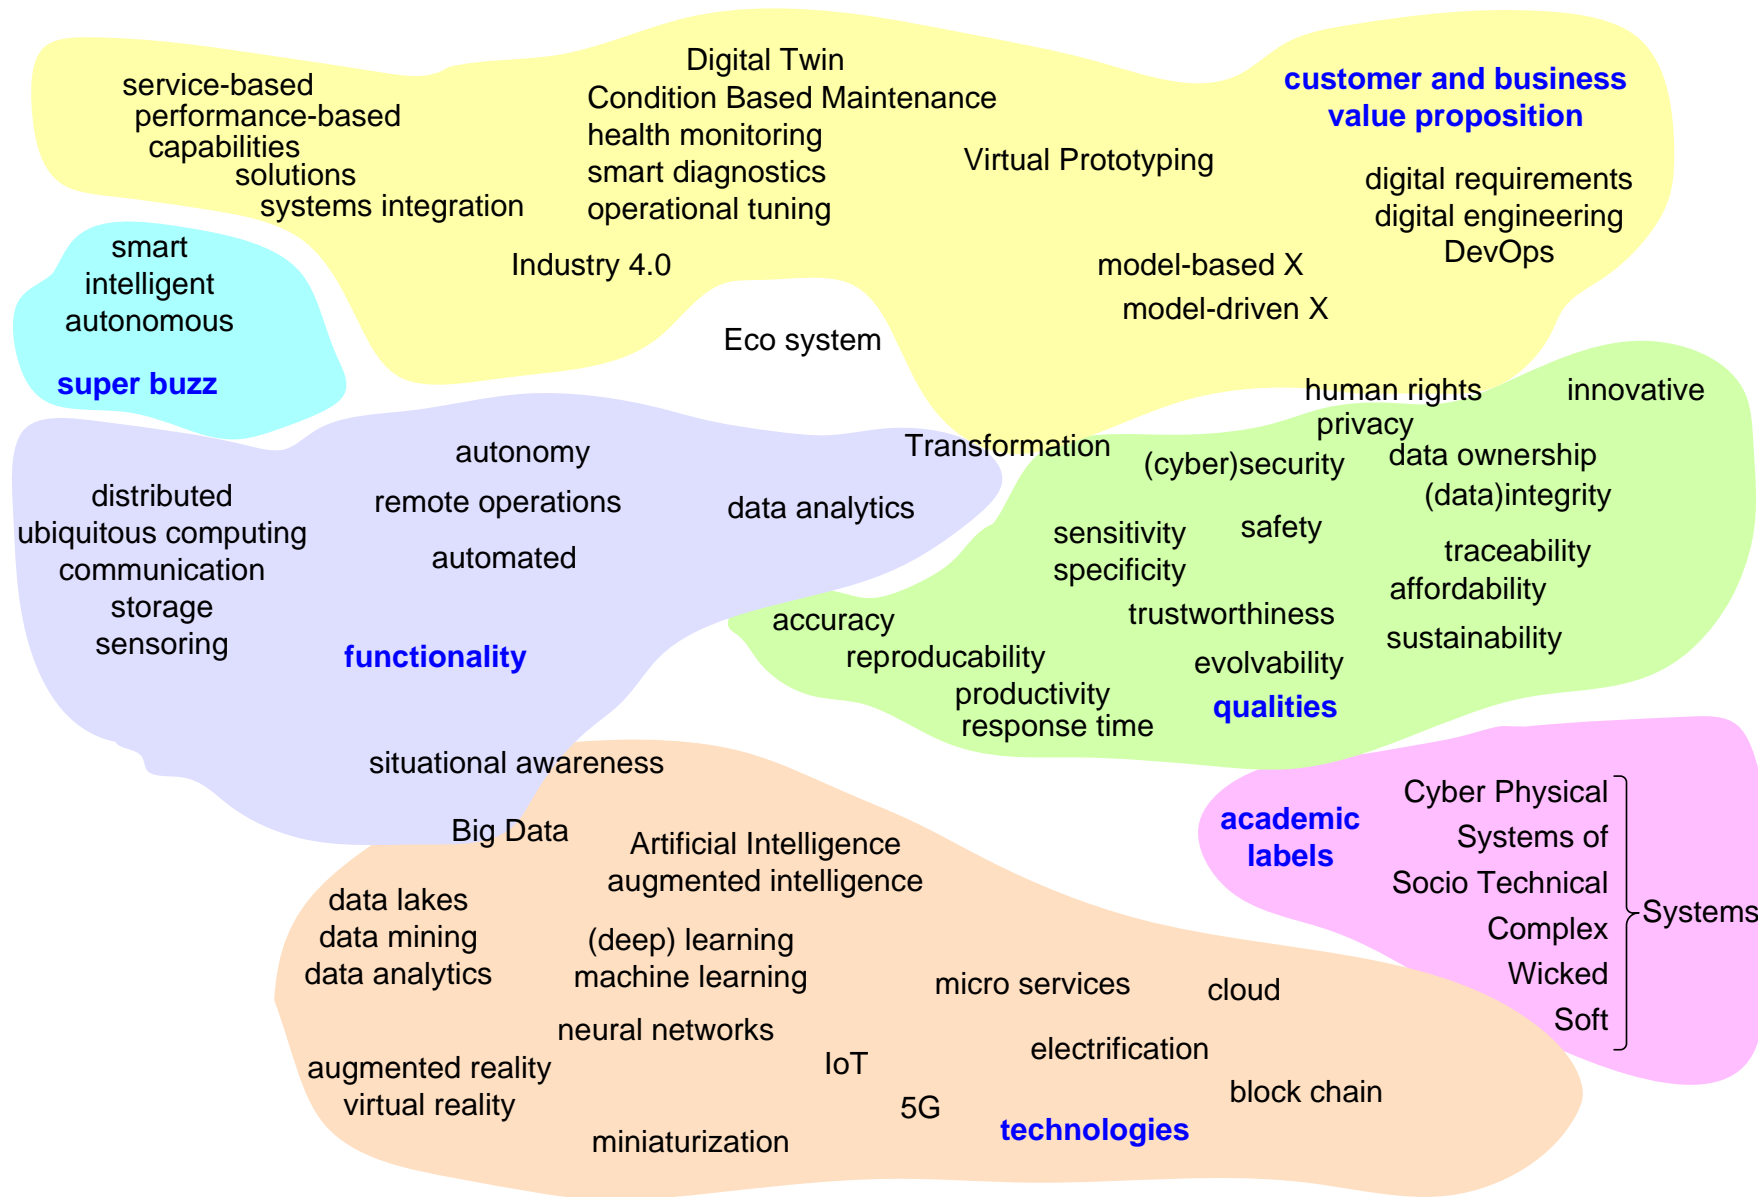 service-based
performance-based
capabilities
solutions
systems integration
Digital Twin
Condition Based Maintenance
health monitoring
smart diagnostics
operational tuning
Industry 4.0
Virtual Prototyping
customer and business
value proposition
digital requirements
digital engineering
DevOps
model-based X
model-driven X
smart
intelligent
autonomous
super buzz
Eco system
Transformation
autonomy
remote operations
automated
data analytics
distributed
ubiquitous computing
communication
storage
sensoring
functionality
situational awareness
human rights
privacy
innovative
(cyber)security
data ownership
(data)integrity
sensitivity
specificity
safety
traceability
affordability
accuracy
trustworthiness
sustainability
reproducability
evolvability
productivity
response time
qualities
academic
labels
Cyber Physical
Systems of
Socio Technical
Complex
Wicked
Soft
Systems
Big Data
Artificial Intelligence
augmented intelligence
data lakes
data mining
data analytics
(deep) learning
machine learning
neural networks
micro services
cloud
augmented reality
virtual reality
IoT
electrification
5G
block chain
miniaturization
technologies